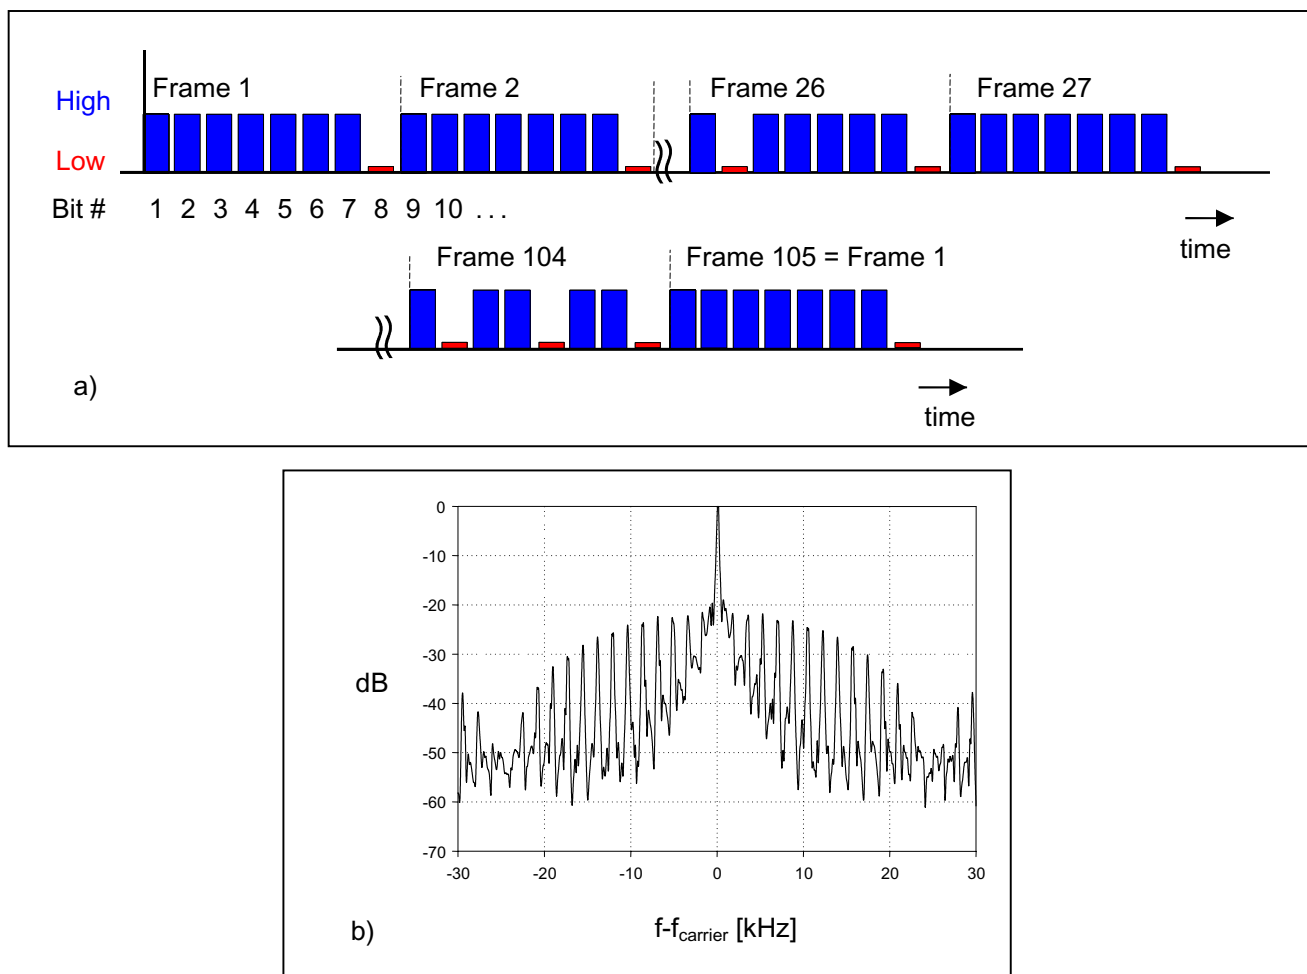 Frame 1 Frame 2 Frame 26 Frame 27
High
Low
Bit # 1 2 3 4 5 6 7 8 9 10 . . .
time
Frame 104 Frame 105 = Frame 1
time
a)
0
-10
-20
-30
dB
-40
-50
-60
-70
-30 -20 -10 0 10 20 30
b) f-fcarrier [kHz]